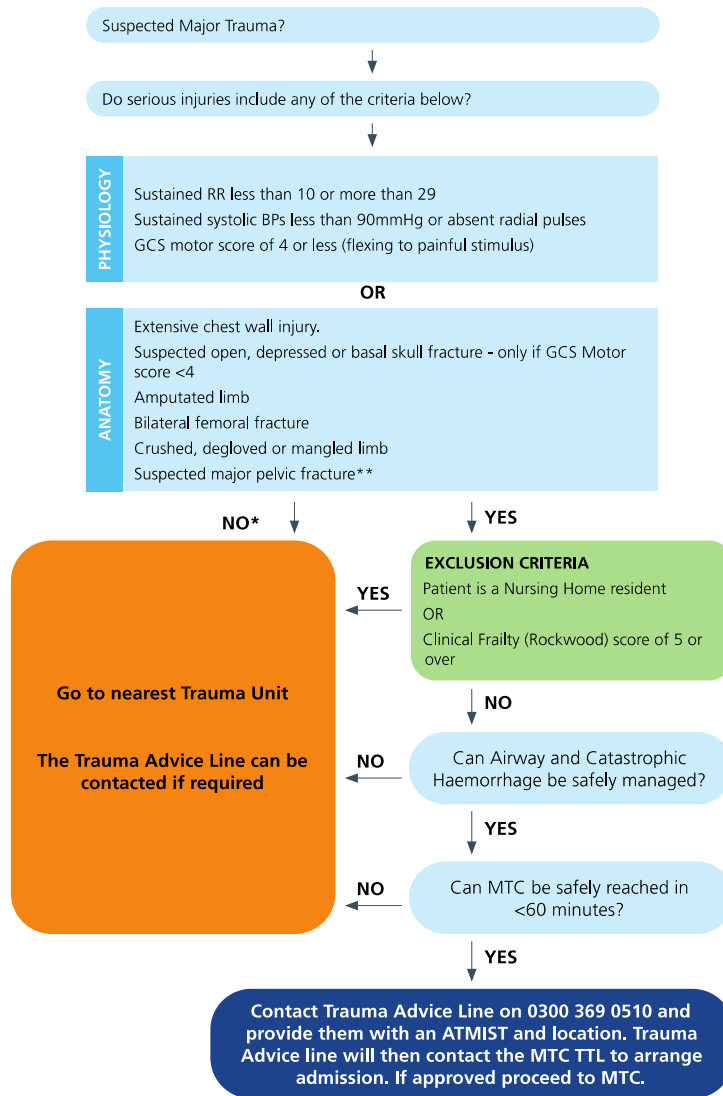 Suspected Major Trauma?
Do serious injuries include any of the criteria below?
PHYSIOLOGY
Sustained RR less than 10 or more than 29
Sustained systolic BPs less than 90mmHg or absent radial pulses
GCS motor score of 4 or less (flexing to painful stimulus)
OR
ANATOMY
Extensive chest wall injury.
Suspected open, depressed or basal skull fracture - only if GCS Motor
score <4
Amputated limb
Bilateral femoral fracture
Crushed, degloved or mangled limb
Suspected major pelvic fracture**
NO*
YES
EXCLUSION CRITERIA
Patient is a Nursing Home resident
OR
Clinical Frailty (Rockwood) score of 5 or
over
YES
Go to nearest Trauma Unit
The Trauma Advice Line can be
contacted if required
NO
Can Airway and Catastrophic
Haemorrhage be safely managed?
NO
YES
Can MTC be safely reached in
<60 minutes?
NO
YES
Contact Trauma Advice Line on 0300 369 0510 and
provide them with an ATMIST and location. Trauma
Advice line will then contact the MTC TTL to arrange
admission. If approved proceed to MTC.